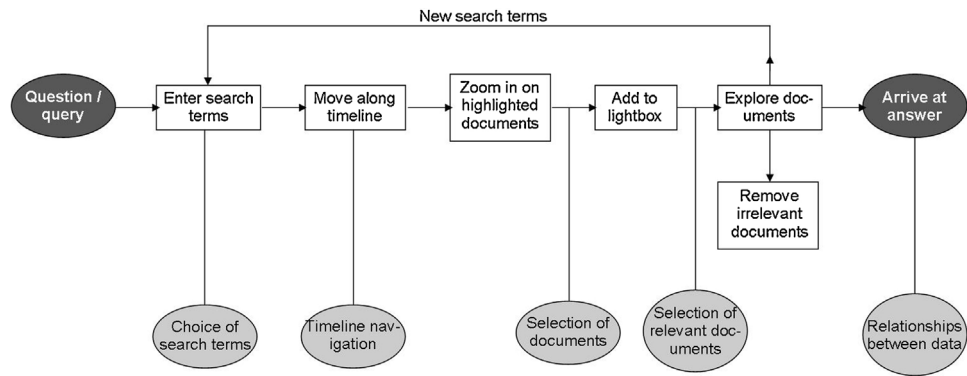 New search terms
Question /
query
Enter search
terms
Move along
timeline
Zoom in on
highlighted
documents
Add to
lightbox
Explore doc-
uments
Arrive at
answer
Remove
irrelevant
documents
Choice of
search terms
Timeline nav-
igation
Selection of
documents
Selection of
relevant doc-
uments
Relationships
between data